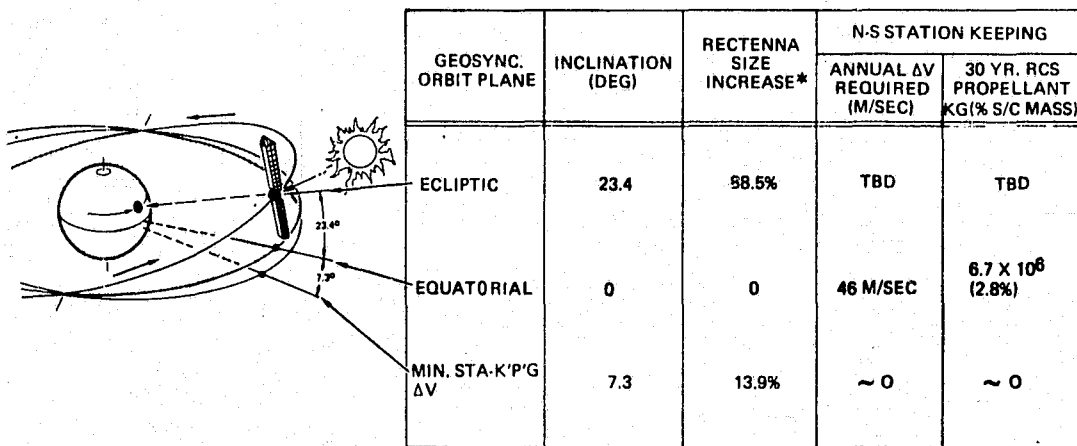 GEOSYNC.
ORBIT PLANE
INCLINATION
(DEG)
RECTENNA
SIZE
INCREASE*
N-S STATION KEEPING
ANNUAL ΔV
REQUIRED
(M/SEC)
30 YR. RCS
PROPELLANT
KG(% S/C MASS)
ECLIPTIC 23.4 TBD TBD
EQUATORIAL 0 0 46 M/SEC 6.7 X 10⁶
(2.8%)
MIN. STA-K'P'G
ΔV
7.3 13.9% ~ 0 ~ 0
23.4°
7.3°